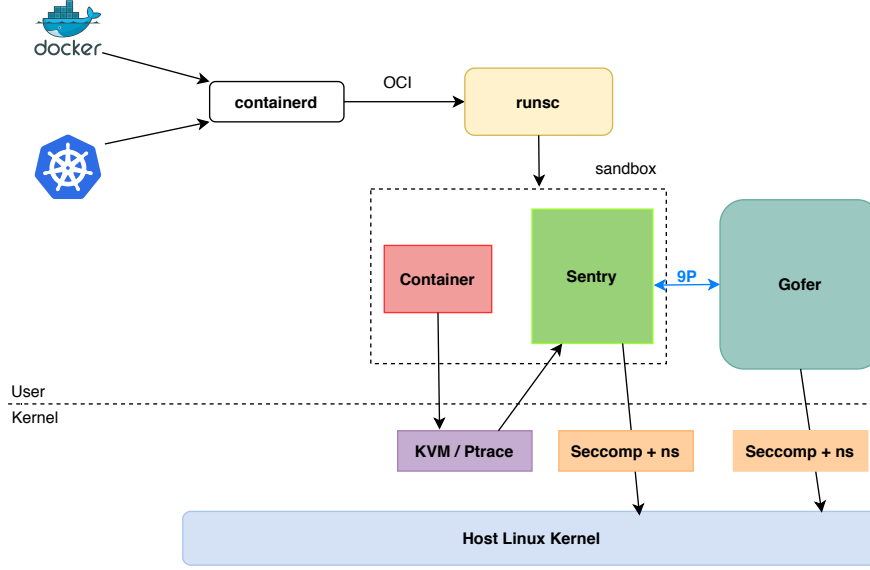 docker
containerd
OCI
runsc
sandbox
Container
Sentry
9P
Gofer
User
Kernel
KVM / Ptrace
Seccomp + ns
Seccomp + ns
Host Linux Kernel